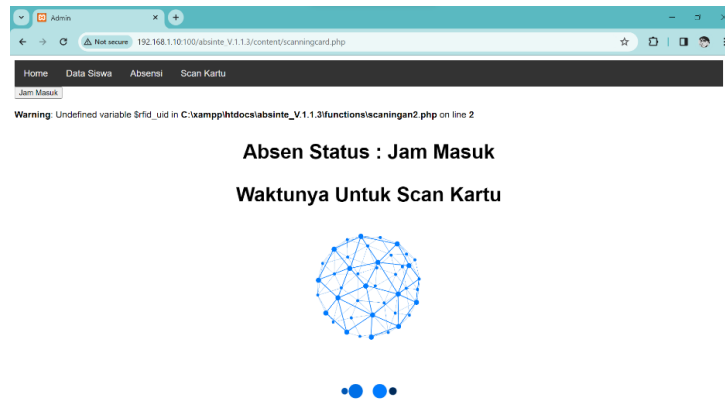 Admin
Not secure 192.168.1.10:100/absinte_V.1.1.3/content/scanningcard.php
Home Data Siswa Absensi Scan Kartu
Jam Masuk
Warning: Undefined variable $rfid_uid in C:\xampp\htdocs\absinte_V.1.1.3\functions\scaningan2.php on line 2
Absen Status : Jam Masuk
Waktunya Untuk Scan Kartu